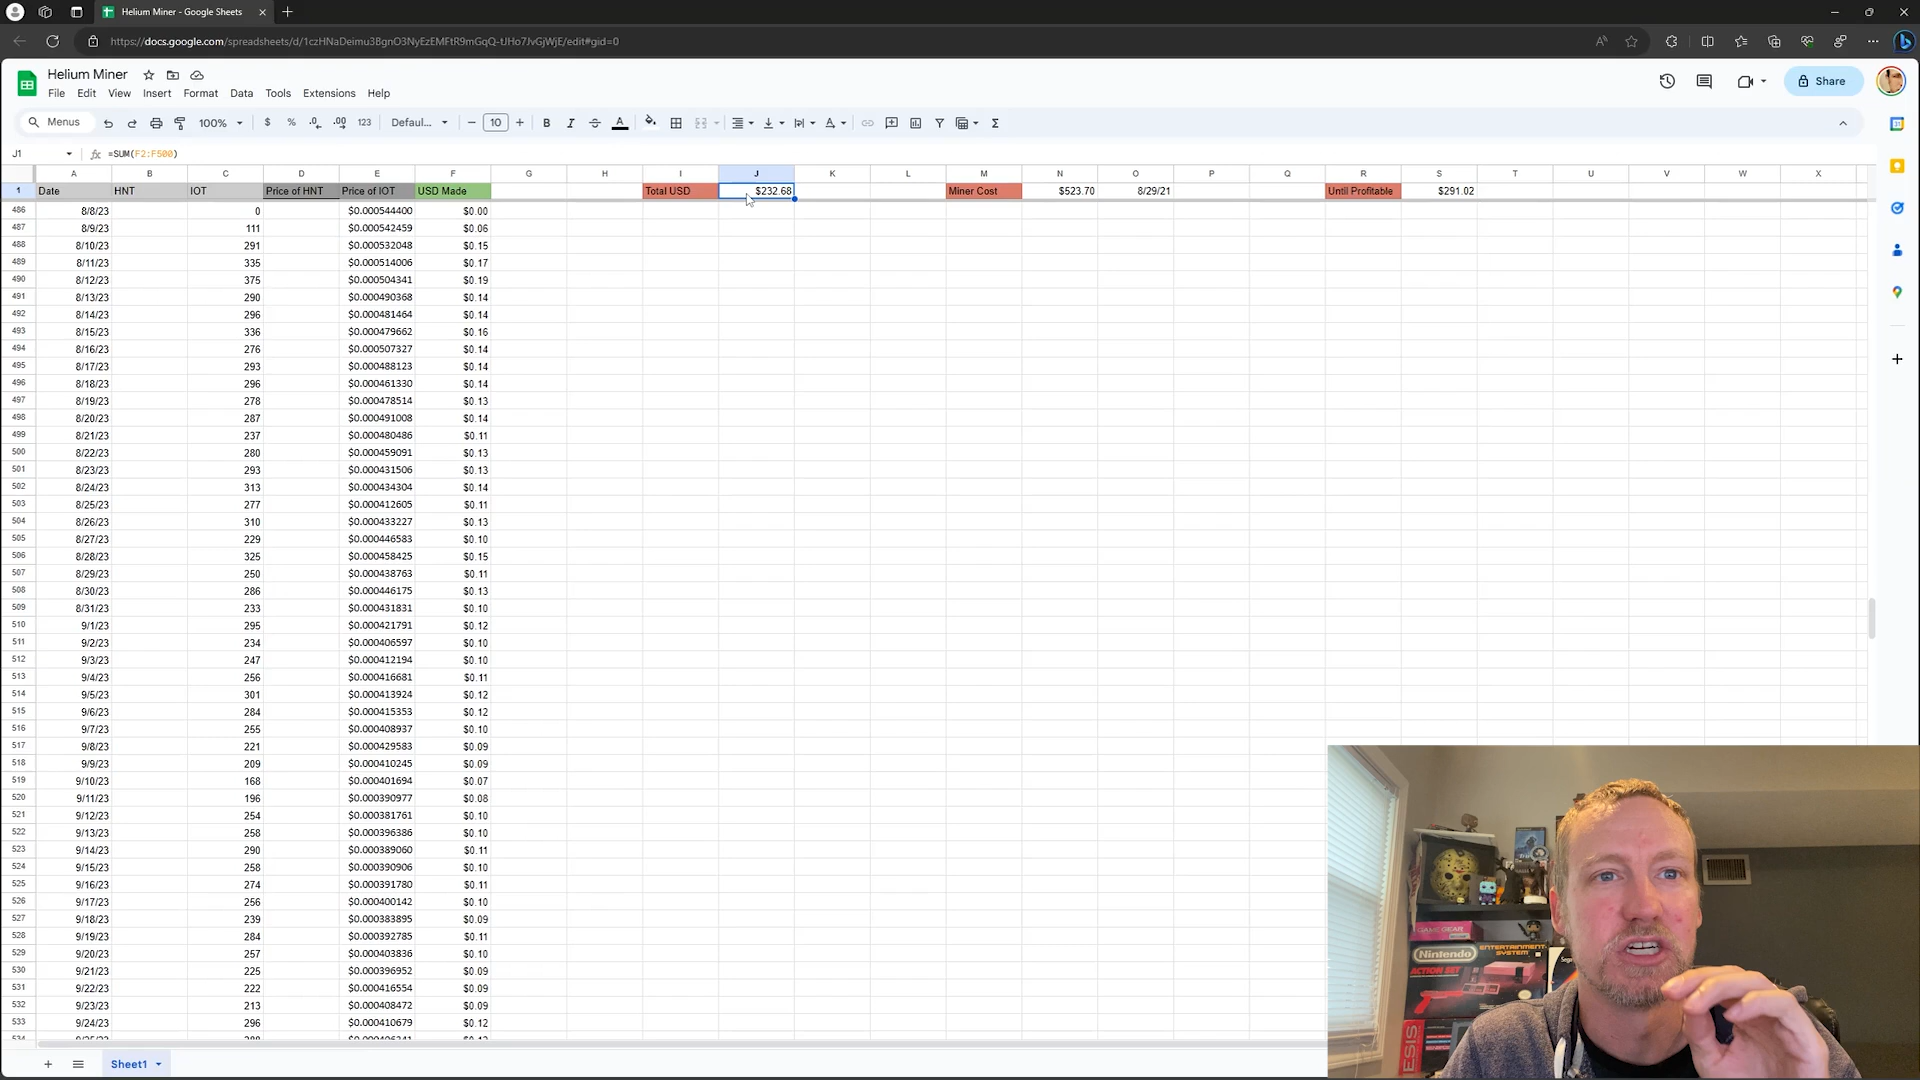 Helium Miner - Google Sheets
https://docs.google.com/spreadsheets/d/1czHNaDeimu3BgnO3NyEzEMFtR9mGqQ-tJHo7JvGjWjE/edit#gid=0
Helium Miner
Share
File Edit View Insert Format Data Tools Extensions Help
Menus 100% $ % .0 .00 123 Defaul... 10 B I A
J1 fx =SUM(F2:F500)
A B C D E F G H I J K L M N O P Q R S T U V W X
1 Date HNT IOT Price of HNT Price of IOT USD Made Total USD $232.68 Miner Cost $523.70 8/29/21 Until Profitable $291.02
486 8/8/23 0 $0.000544400 $0.00
487 8/9/23 111 $0.000542459 $0.06
488 8/10/23 291 $0.000532048 $0.15
489 8/11/23 335 $0.000514006 $0.17
490 8/12/23 375 $0.000504341 $0.19
491 8/13/23 290 $0.000490368 $0.14
492 8/14/23 296 $0.000481464 $0.14
493 8/15/23 336 $0.000479662 $0.16
494 8/16/23 276 $0.000507327 $0.14
495 8/17/23 293 $0.000488123 $0.14
496 8/18/23 296 $0.000461330 $0.14
497 8/19/23 278 $0.000478514 $0.13
498 8/20/23 287 $0.000491008 $0.14
499 8/21/23 237 $0.000480486 $0.11
500 8/22/23 280 $0.000459091 $0.13
501 8/23/23 293 $0.000431506 $0.13
502 8/24/23 313 $0.000434304 $0.14
503 8/25/23 277 $0.000412605 $0.11
504 8/26/23 310 $0.000433227 $0.13
505 8/27/23 229 $0.000446583 $0.10
506 8/28/23 325 $0.000458425 $0.15
507 8/29/23 250 $0.000438763 $0.11
508 8/30/23 286 $0.000446175 $0.13
509 8/31/23 233 $0.000431831 $0.10
510 9/1/23 295 $0.000421791 $0.12
511 9/2/23 234 $0.000406597 $0.10
512 9/3/23 247 $0.000412194 $0.10
513 9/4/23 256 $0.000416681 $0.11
514 9/5/23 301 $0.000413924 $0.12
515 9/6/23 284 $0.000415353 $0.12
516 9/7/23 255 $0.000408937 $0.10
517 9/8/23 221 $0.000429583 $0.09
518 9/9/23 209 $0.000410245 $0.09
519 9/10/23 168 $0.000401694 $0.07
520 9/11/23 196 $0.000390977 $0.08
521 9/12/23 254 $0.000381761 $0.10
522 9/13/23 258 $0.000396386 $0.10
523 9/14/23 290 $0.000389060 $0.11
524 9/15/23 258 $0.000390906 $0.10
525 9/16/23 274 $0.000391780 $0.11
526 9/17/23 256 $0.000400142 $0.10
527 9/18/23 239 $0.000383895 $0.09
528 9/19/23 284 $0.000392785 $0.11
529 9/20/23 257 $0.000403836 $0.10
530 9/21/23 225 $0.000396952 $0.09
531 9/22/23 222 $0.000416554 $0.09
532 9/23/23 213 $0.000408472 $0.09
533 9/24/23 296 $0.000410679 $0.12
Sheet1
GAME GEAR
Nintendo
ENTERTAINMENT SYSTEM
ACTION SET